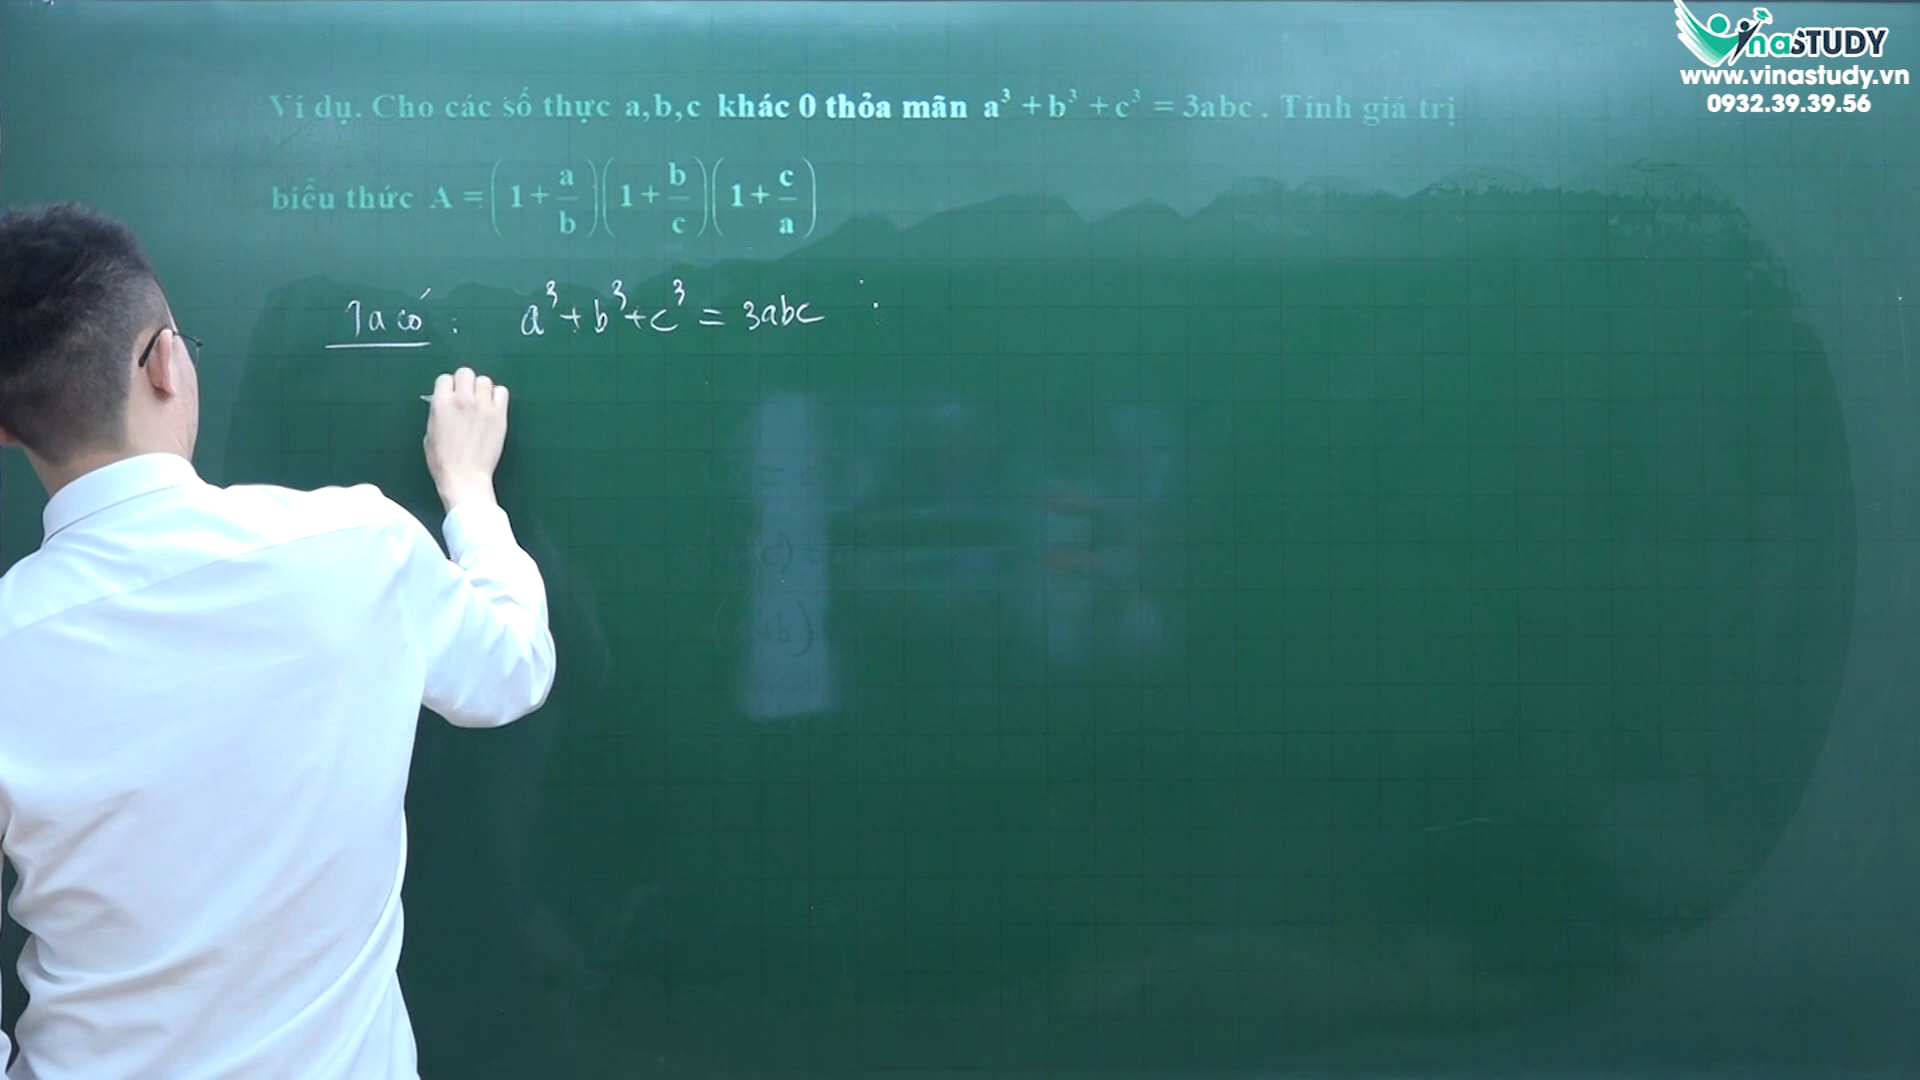 VinaSTUDY
www.vinastudy.vn
0932.39.39.56
Ví dụ. Cho các số thực a,b,c khác 0 thỏa mãn a³ + b³ + c³ = 3abc. Tính giá trị
biểu thức A = (1 + a/b)(1 + b/c)(1 + c/a)
Ta có : a³ + b³ + c³ = 3abc